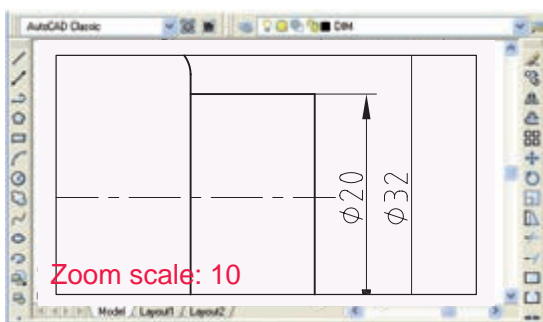 AutoCAD Classic
DIM
ϕ20
ϕ32
Zoom scale: 10
Model / Layout1 / Layout2 /